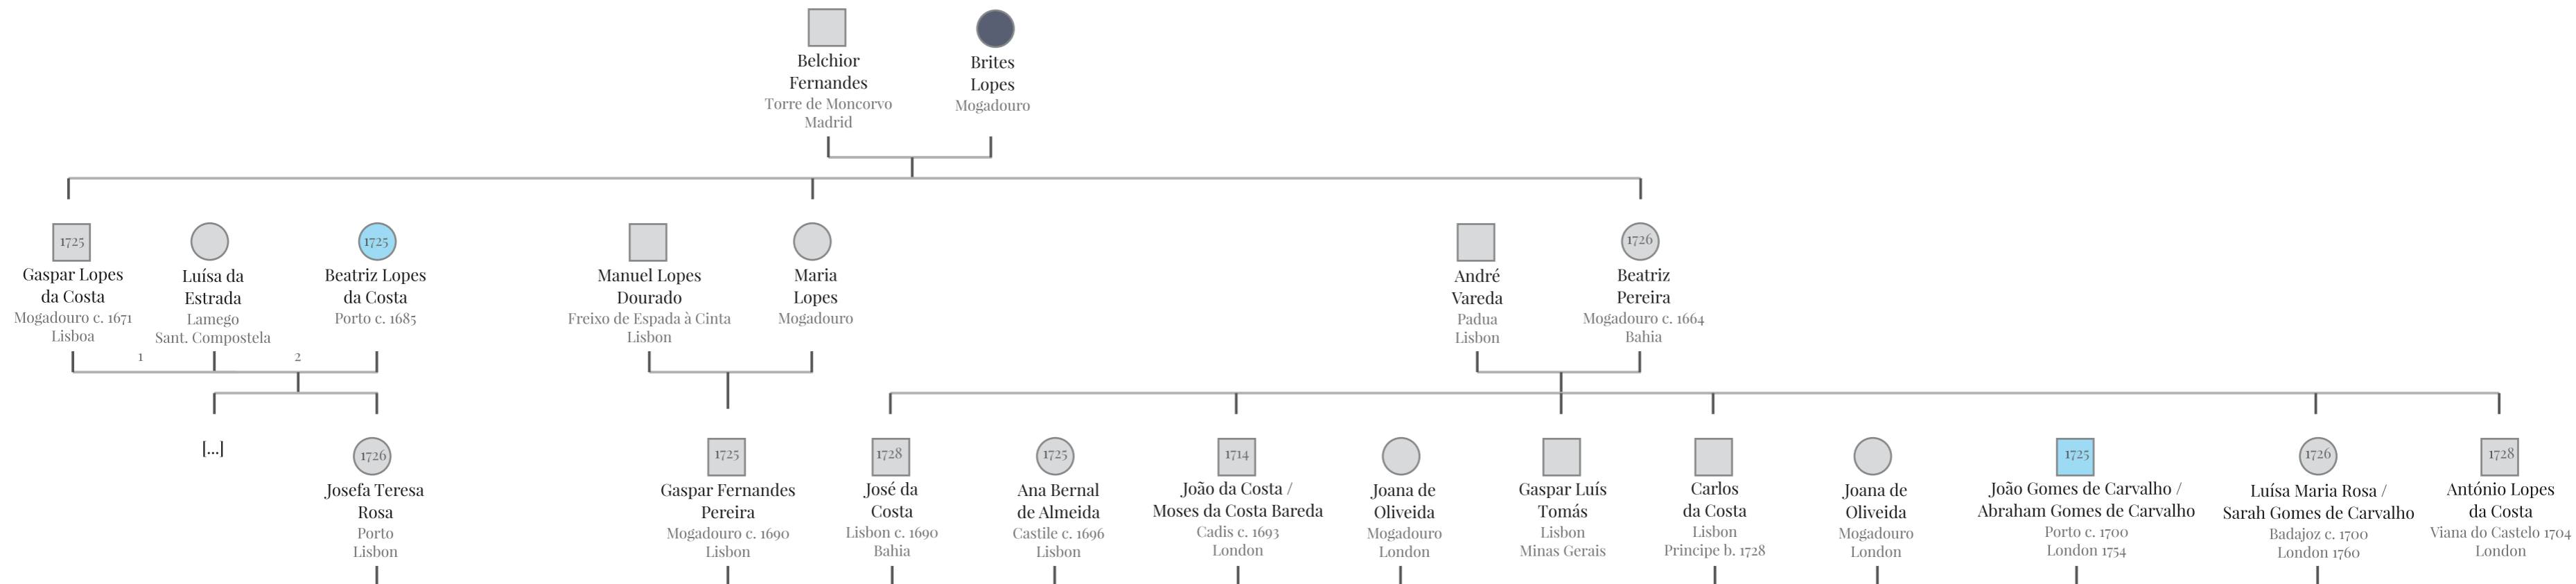 Belchior
Fernandes
Torre de Moncorvo
Madrid
Brites
Lopes
Mogadouro
1725
Gaspar Lopes
da Costa
Mogadouro c. 1671
Lisboa
Luísa da
Estrada
Lamego
Sant. Compostela
1725
Beatriz Lopes
da Costa
Porto c. 1685
1
2
Manuel Lopes
Dourado
Freixo de Espada à Cinta
Lisbon
Maria
Lopes
Mogadouro
André
Vareda
Padua
Lisbon
1726
Beatriz
Pereira
Mogadouro c. 1664
Bahia
[...]
1726
Josefa Teresa
Rosa
Porto
Lisbon
1725
Gaspar Fernandes
Pereira
Mogadouro c. 1690
Lisbon
1728
José da
Costa
Lisbon c. 1690
Bahia
1725
Ana Bernal
de Almeida
Castile c. 1696
Lisbon
1714
João da Costa /
Moses da Costa Bareda
Cadis c. 1693
London
Joana de
Oliveira
Mogadouro
London
Gaspar Luís
Tomás
Lisbon
Minas Gerais
Carlos
da Costa
Lisbon
Principe b. 1728
Joana de
Oliveira
Mogadouro
London
1725
João Gomes de Carvalho /
Abraham Gomes de Carvalho
Porto c. 1700
London 1754
1726
Luísa Maria Rosa /
Sarah Gomes de Carvalho
Badajoz c. 1700
London 1760
1728
António Lopes
da Costa
Viana do Castelo 1704
London